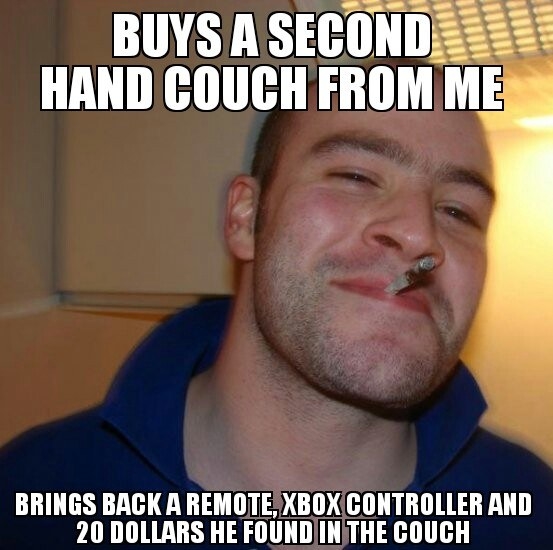 BUYS A SECOND
HAND COUCH FROM ME
BRINGS BACK A REMOTE, XBOX CONTROLLER AND
20 DOLLARS HE FOUND IN THE COUCH